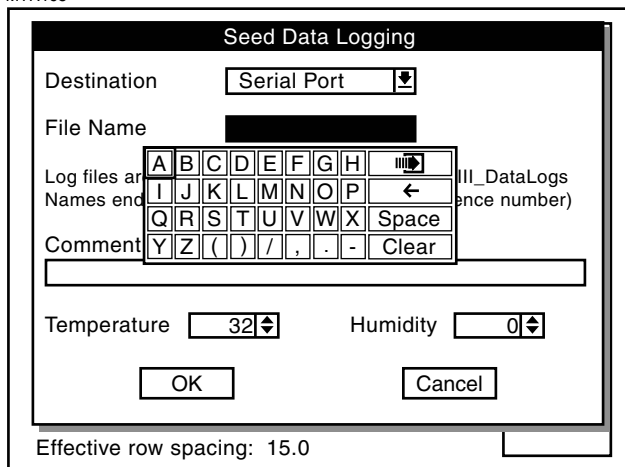 Seed Data Logging
Destination Serial Port
File Name
A B C D E F G H
Log files ar III_DataLogs
I J K L M N O P ←
Names end ence number)
Q R S T U V W X Space
Comment Y Z ( ) / , . - Clear
Temperature 32 Humidity 0
OK Cancel
Effective row spacing: 15.0